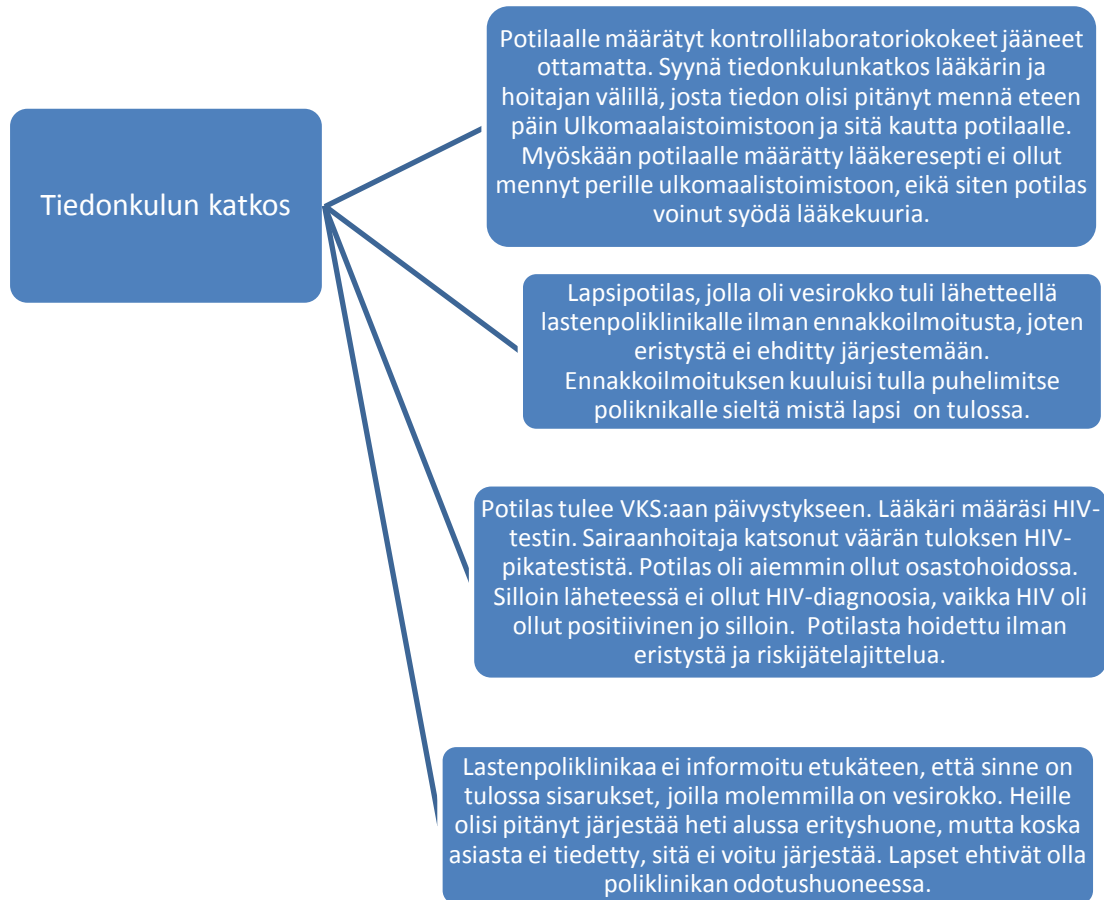 Tiedonkulun katkos
Potilaalle määrätyt kontrollilaboratoriokokeet jääneet
ottamatta. Syynä tiedonkulunkatkos lääkärin ja
hoitajan välillä, josta tiedon olisi pitänyt mennä eteen
päin Ulkomaalaistoimistoon ja sitä kautta potilaalle.
Myöskään potilaalle määrätty lääkeresepti ei ollut
mennyt perille ulkomaalistoimistoon, eikä siten potilas
voinut syödä lääkekuuria.
Lapsipotilas, jolla oli vesirokko tuli lähetteellä
lastenpoliklinikalle ilman ennakkoilmoitusta, joten
eristystä ei ehditty järjestemään.
Ennakkoilmoituksen kuuluisi tulla puhelimitse
poliknikalle sieltä mistä lapsi on tulossa.
Potilas tulee VKS:aan päivystykseen. Lääkäri määräsi HIV-
testin. Sairaanhoitaja katsonut väärän tuloksen HIV-
pikatestistä. Potilas oli aiemmin ollut osastohoidossa.
Silloin läheteessä ei ollut HIV-diagnoosia, vaikka HIV oli
ollut positiivinen jo silloin. Potilasta hoidettu ilman
eristystä ja riskijätelajittelua.
Lastenpoliklinikaa ei informoitu etukäteen, että sinne on
tulossa sisarukset, joilla molemmilla on vesirokko. Heille
olisi pitänyt järjestää heti alussa erityshuone, mutta koska
asiasta ei tiedetty, sitä ei voitu järjestää. Lapset ehtivät olla
poliklinikan odotushuoneessa.